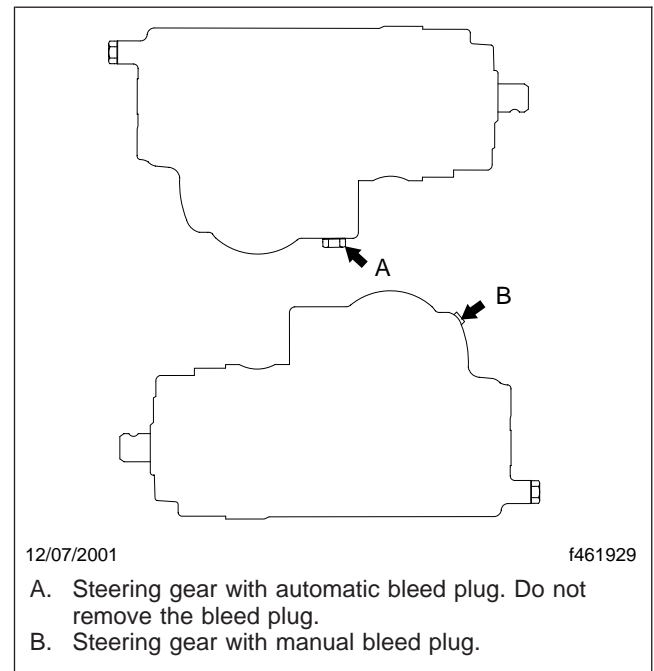 A
B
12/07/2001
f461929
A. Steering gear with automatic bleed plug. Do not
remove the bleed plug.
B. Steering gear with manual bleed plug.